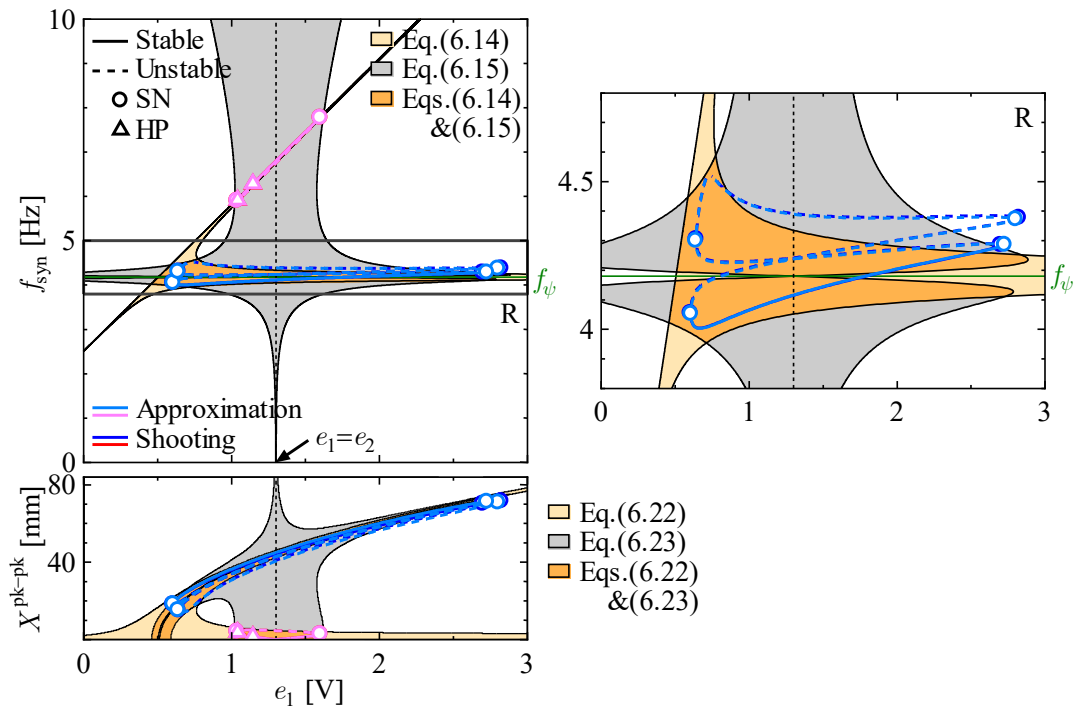 10
Stable
Unstable
SN
HP
Eq.(6.14)
Eq.(6.15)
Eqs.(6.14)
&(6.15)
5
0
f_syn [Hz]
f_ψ
R
Approximation
Shooting
e₁=e₂
R
4.5
4
f_ψ
0 1 2 3
80
40
X^pk–pk [mm]
0 1 2 3
e₁ [V]
Eq.(6.22)
Eq.(6.23)
Eqs.(6.22)
&(6.23)